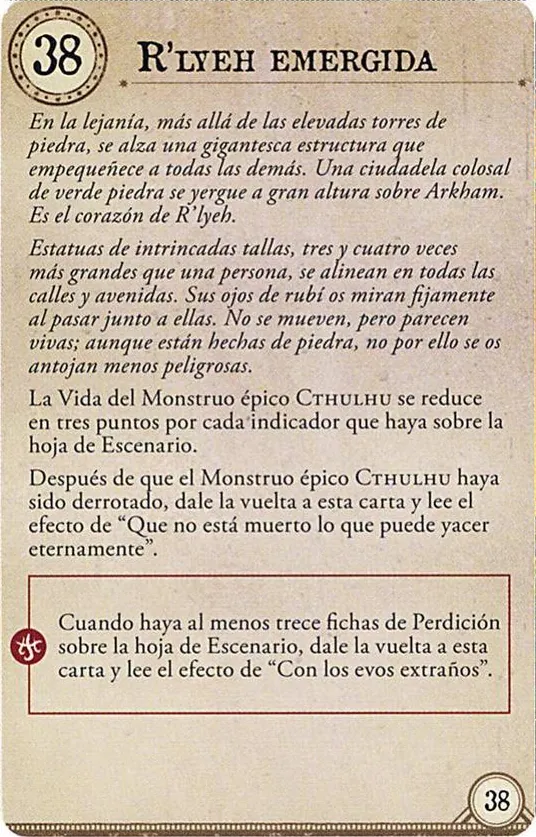 38
R'LYEH EMERGIDA
En la lejanía, más allá de las elevadas torres de
piedra, se alza una gigantesca estructura que
empequeñece a todas las demás. Una ciudadela colosal
de verde piedra se yergue a gran altura sobre Arkham.
Es el corazón de R'lyeh.
Estatuas de intrincadas tallas, tres y cuatro veces
más grandes que una persona, se alinean en todas las
calles y avenidas. Sus ojos de rubí os miran fijamente
al pasar junto a ellas. No se mueven, pero parecen
vivas; aunque están hechas de piedra, no por ello se os
antojan menos peligrosas.
La Vida del Monstruo épico CTHULHU se reduce
en tres puntos por cada indicador que haya sobre la
hoja de Escenario.
Después de que el Monstruo épico CTHULHU haya
sido derrotado, dale la vuelta a esta carta y lee el
efecto de “Que no está muerto lo que puede yacer
eternamente”.
Cuando haya al menos trece fichas de Perdición
sobre la hoja de Escenario, dale la vuelta a esta
carta y lee el efecto de “Con los evos extraños”.
38